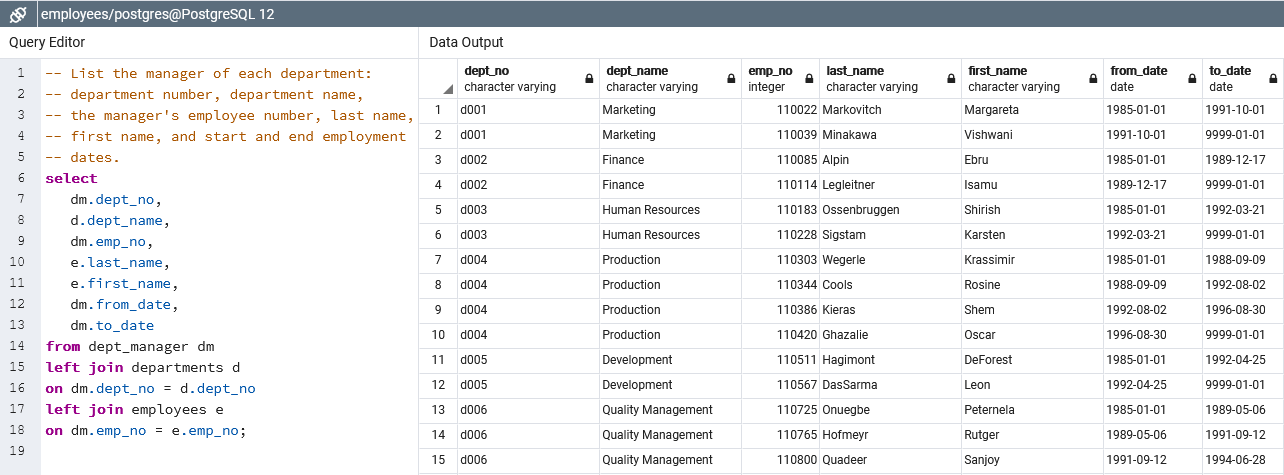 employees/postgres@PostgreSQL 12
Query Editor
1 -- List the manager of each department:
2 -- department number, department name,
3 -- the manager's employee number, last name,
4 -- first name, and start and end employment
5 -- dates.
6 select
7 dm.dept_no,
8 d.dept_name,
9 dm.emp_no,
10 e.last_name,
11 e.first_name,
12 dm.from_date,
13 dm.to_date
14 from dept_manager dm
15 left join departments d
16 on dm.dept_no = d.dept_no
17 left join employees e
18 on dm.emp_no = e.emp_no;
19
Data Output
dept_no dept_name emp_no last_name first_name from_date to_date
character varying character varying integer character varying character varying date date
1 d001 Marketing 110022 Markovitch Margareta 1985-01-01 1991-10-01
2 d001 Marketing 110039 Minakawa Vishwani 1991-10-01 9999-01-01
3 d002 Finance 110085 Alpin Ebru 1985-01-01 1989-12-17
4 d002 Finance 110114 Legleitner Isamu 1989-12-17 9999-01-01
5 d003 Human Resources 110183 Ossenbruggen Shirish 1985-01-01 1992-03-21
6 d003 Human Resources 110228 Sigstam Karsten 1992-03-21 9999-01-01
7 d004 Production 110303 Wegerle Krassimir 1985-01-01 1988-09-09
8 d004 Production 110344 Cools Rosine 1988-09-09 1992-08-02
9 d004 Production 110386 Kieras Shem 1992-08-02 1996-08-30
10 d004 Production 110420 Ghazalie Oscar 1996-08-30 9999-01-01
11 d005 Development 110511 Hagimont DeForest 1985-01-01 1992-04-25
12 d005 Development 110567 DasSarma Leon 1992-04-25 9999-01-01
13 d006 Quality Management 110725 Onuegbe Peternela 1985-01-01 1989-05-06
14 d006 Quality Management 110765 Hofmeyr Rutger 1989-05-06 1991-09-12
15 d006 Quality Management 110800 Quadeer Sanjoy 1991-09-12 1994-06-28